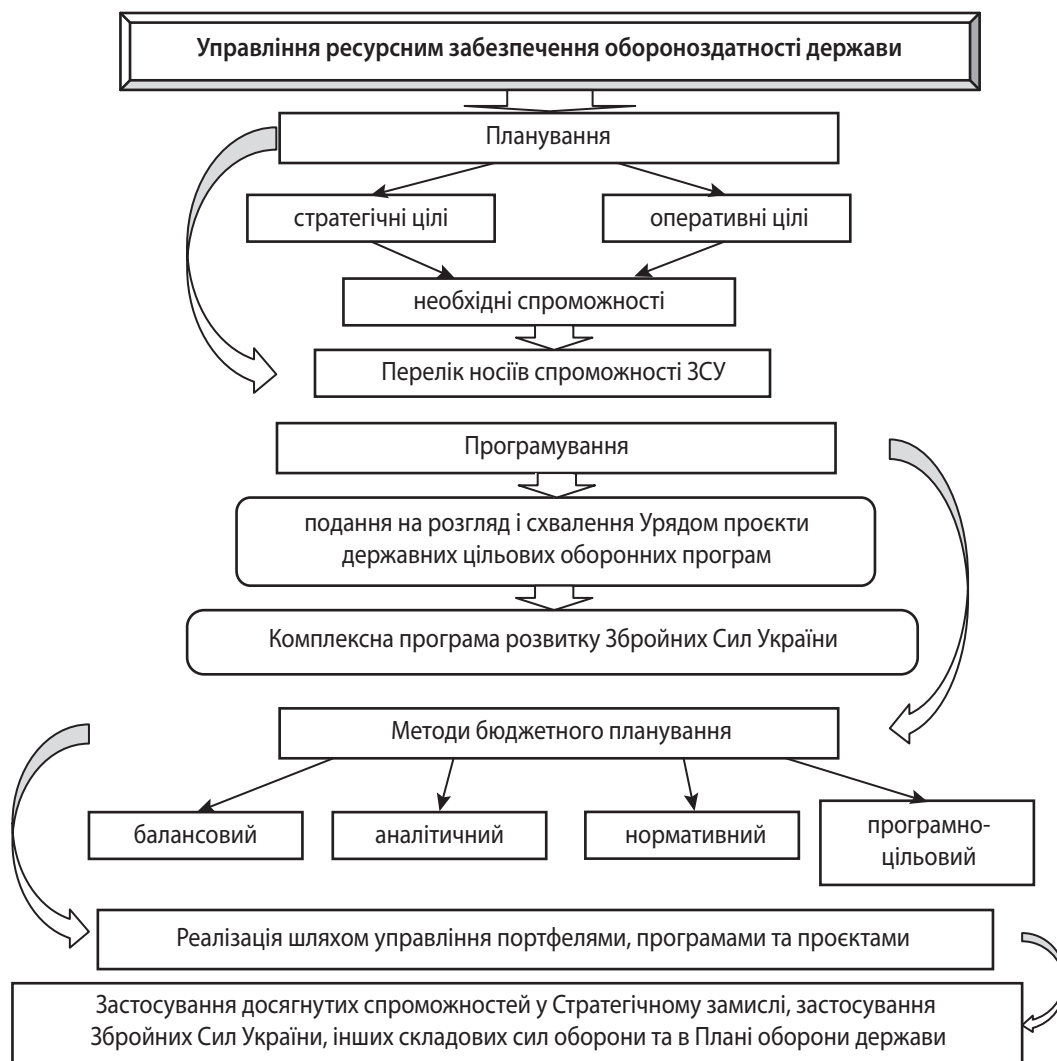 Управління ресурсним забезпечення обороноздатності держави
Планування
стратегічні цілі
оперативні цілі
необхідні спроможності
Перелік носіїв спроможності ЗСУ
Програмування
подання на розгляд і схвалення Урядом проєкти
державних цільових оборонних програм
Комплексна програма розвитку Збройних Сил України
Методи бюджетного планування
балансовий
аналітичний
нормативний
програмно-
цільовий
Реалізація шляхом управління портфелями, програмами та проєктами
Застосування досягнутих спроможностей у Стратегічному замислі, застосування
Збройних Сил України, інших складових сил оборони та в Плані оборони держави